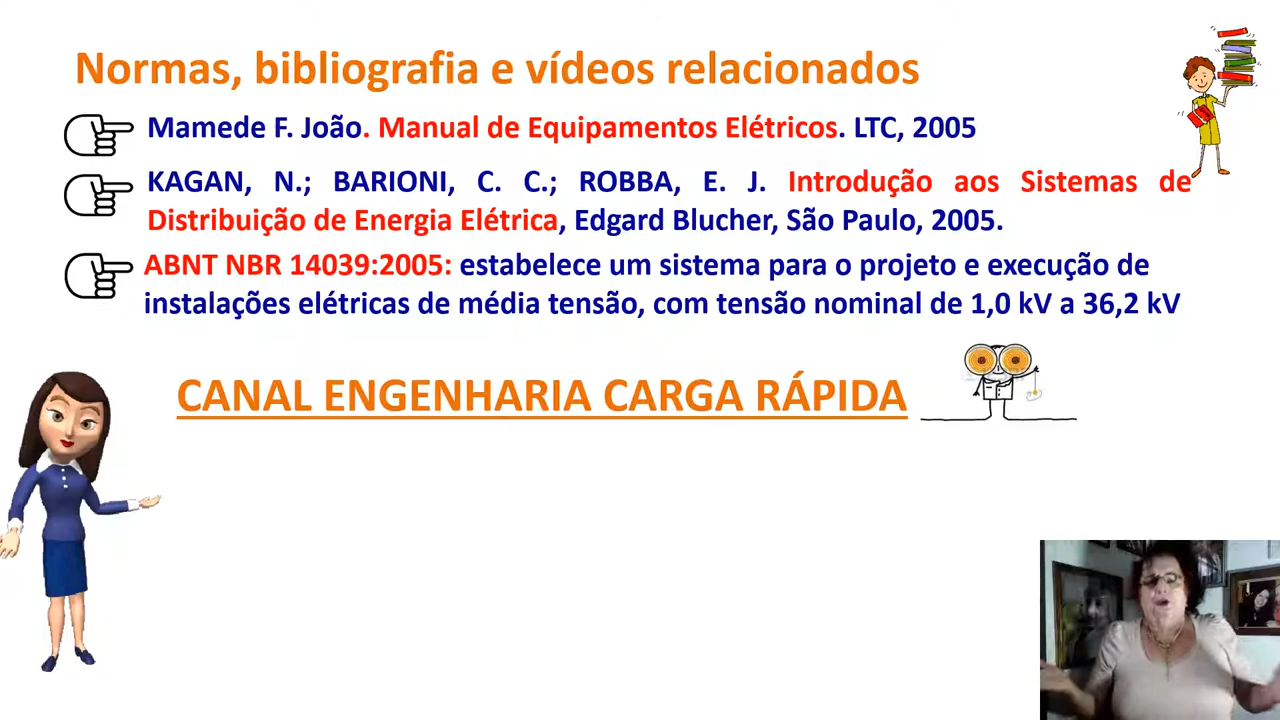 Normas, bibliografia e vídeos relacionados
Mamede F. João. Manual de Equipamentos Elétricos. LTC, 2005
KAGAN, N.; BARIONI, C. C.; ROBBA, E. J. Introdução aos Sistemas de
Distribuição de Energia Elétrica, Edgard Blucher, São Paulo, 2005.
ABNT NBR 14039:2005: estabelece um sistema para o projeto e execução de
instalações elétricas de média tensão, com tensão nominal de 1,0 kV a 36,2 kV
CANAL ENGENHARIA CARGA RÁPIDA